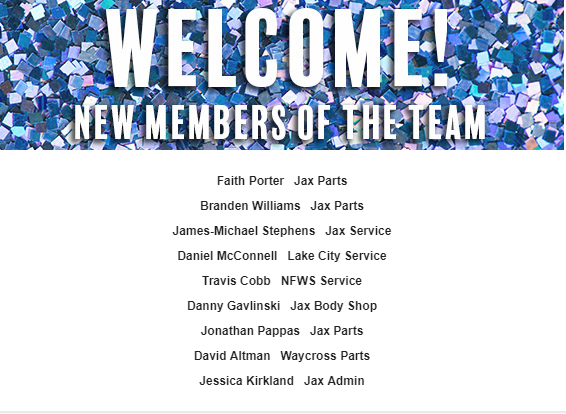 WELCOME!
NEW MEMBERS OF THE TEAM
Faith Porter Jax Parts
Branden Williams Jax Parts
James-Michael Stephens Jax Service
Daniel McConnell Lake City Service
Travis Cobb NFWS Service
Danny Gavlinski Jax Body Shop
Jonathan Pappas Jax Parts
David Altman Waycross Parts
Jessica Kirkland Jax Admin